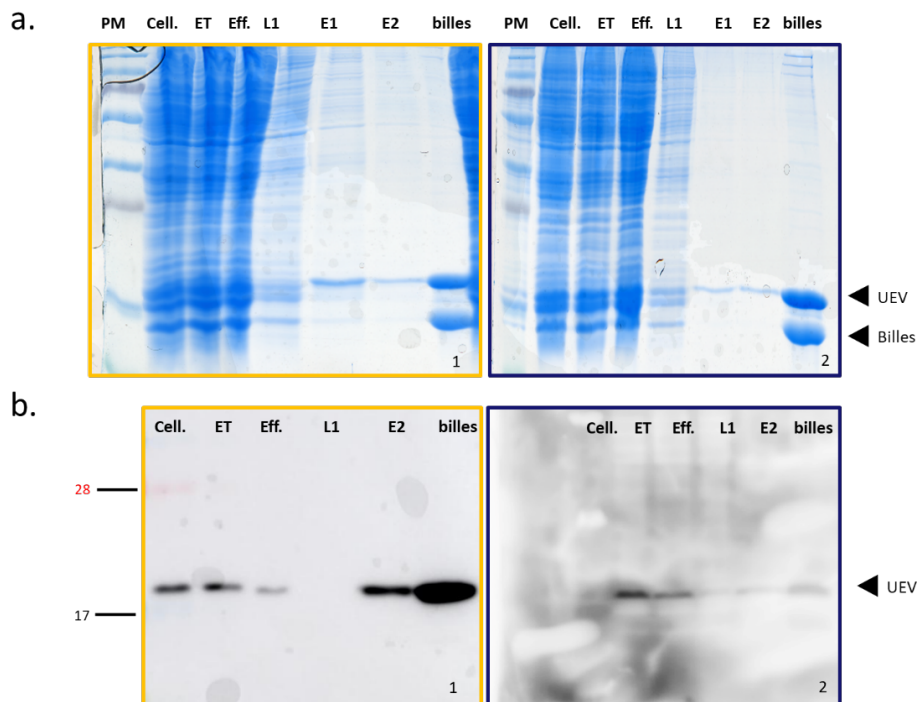 a.
PM Cell. ET Eff. L1 E1 E2 billes
PM Cell. ET Eff. L1 E1 E2 billes
UEV
Billes
1
2
b.
Cell. ET Eff. L1 E2 billes
Cell. ET Eff. L1 E2 billes
28
UEV
17
1
2